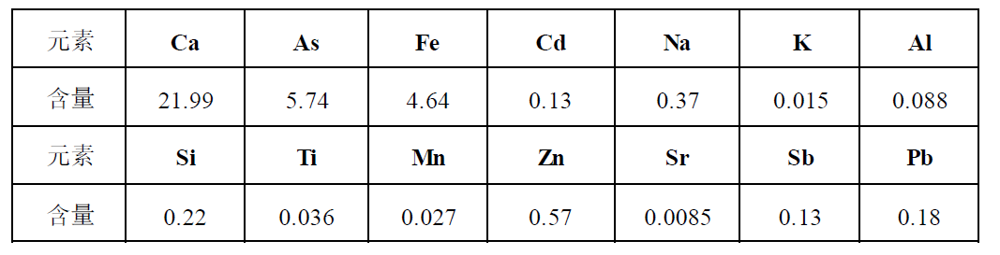 元素 Ca As Fe Cd Na K Al
含量 21.99 5.74 4.64 0.13 0.37 0.015 0.088
元素 Si Ti Mn Zn Sr Sb Pb
含量 0.22 0.036 0.027 0.57 0.0085 0.13 0.18